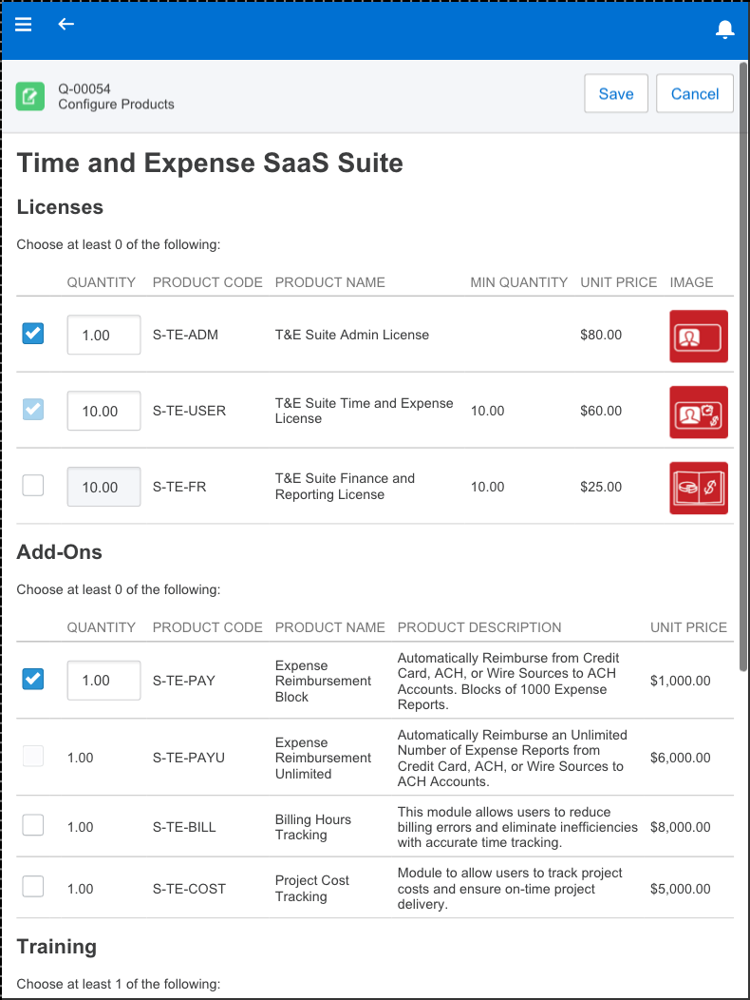 Q-00054
Configure Products
Save
Cancel
Time and Expense SaaS Suite
Licenses
Choose at least 0 of the following:
QUANTITY PRODUCT CODE PRODUCT NAME MIN QUANTITY UNIT PRICE IMAGE
1.00 S-TE-ADM T&E Suite Admin License $80.00
10.00 S-TE-USER T&E Suite Time and Expense
License 10.00 $60.00
10.00 S-TE-FR T&E Suite Finance and
Reporting License 10.00 $25.00
Add-Ons
Choose at least 0 of the following:
QUANTITY PRODUCT CODE PRODUCT NAME PRODUCT DESCRIPTION UNIT PRICE
1.00 S-TE-PAY
Expense
Reimbursement
Block
Automatically Reimburse from Credit
Card, ACH, or Wire Sources to ACH
Accounts. Blocks of 1000 Expense
Reports.
$1,000.00
1.00 S-TE-PAYU
Expense
Reimbursement
Unlimited
Automatically Reimburse an Unlimited
Number of Expense Reports from
Credit Card, ACH, or Wire Sources to
ACH Accounts.
$6,000.00
1.00 S-TE-BILL
Billing Hours
Tracking
This module allows users to reduce
billing errors and eliminate inefficiencies
with accurate time tracking.
$8,000.00
1.00 S-TE-COST
Project Cost
Tracking
Module to allow users to track project
costs and ensure on-time project
delivery.
$5,000.00
Training
Choose at least 1 of the following: